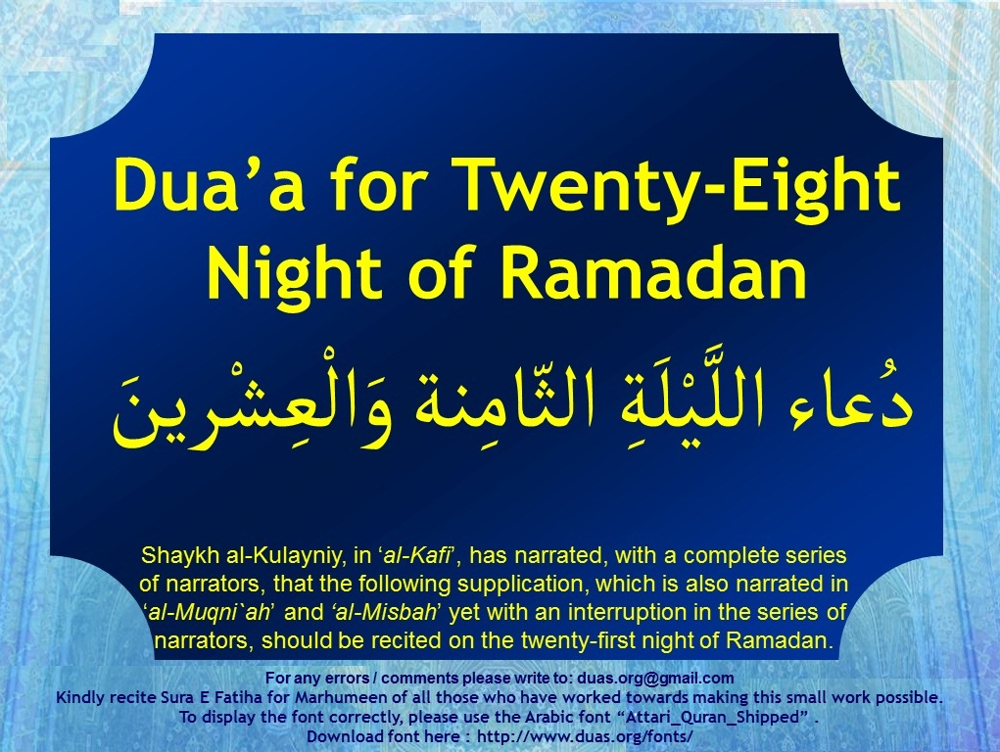 Dua’a for Twenty-Eight
Night of Ramadan
دُعاء اللَّيْلَةِ الثّامِنة وَالْعِشْرينَ
Shaykh al-Kulayniy, in ‘al-Kafi’, has narrated, with a complete series
of narrators, that the following supplication, which is also narrated in
‘al-Muqni`ah’ and ‘al-Misbah’ yet with an interruption in the series of
narrators, should be recited on the twenty-first night of Ramadan.
For any errors / comments please write to: duas.org@gmail.com
Kindly recite Sura E Fatiha for Marhumeen of all those who have worked towards making this small work possible.
To display the font correctly, please use the Arabic font “Attari_Quran_Shipped” .
Download font here : http://www.duas.org/fonts/